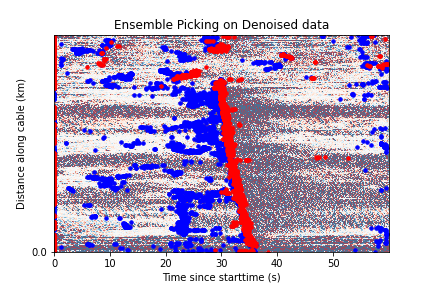 Ensemble Picking on Denoised data
Distance along cable (km)
0.0
0 10 20 30 40 50
Time since starttime (s)